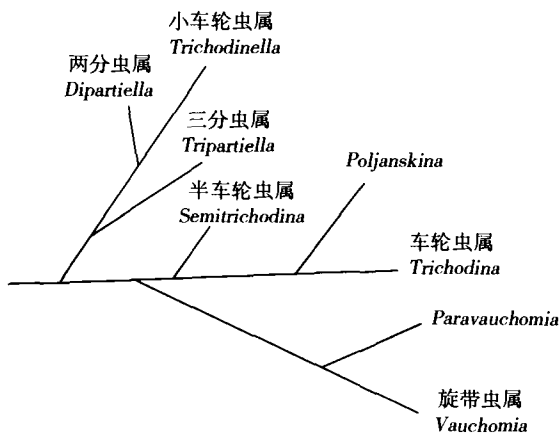 小车轮虫属
Trichodinella
两分虫属
Dipartiella
三分虫属
Tripartiella
半车轮虫属
Semitrichodina
Poljanskina
车轮虫属
Trichodina
Paravauchomia
旋带虫属
Vauchomia